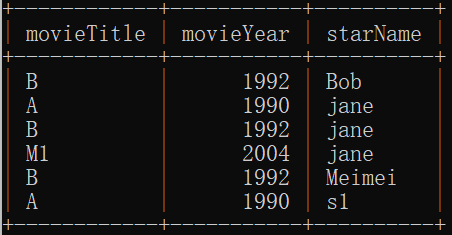 movieTitle movieYear starName
B 1992 Bob
A 1990 jane
B 1992 jane
M1 2004 jane
B 1992 Meimei
A 1990 s1